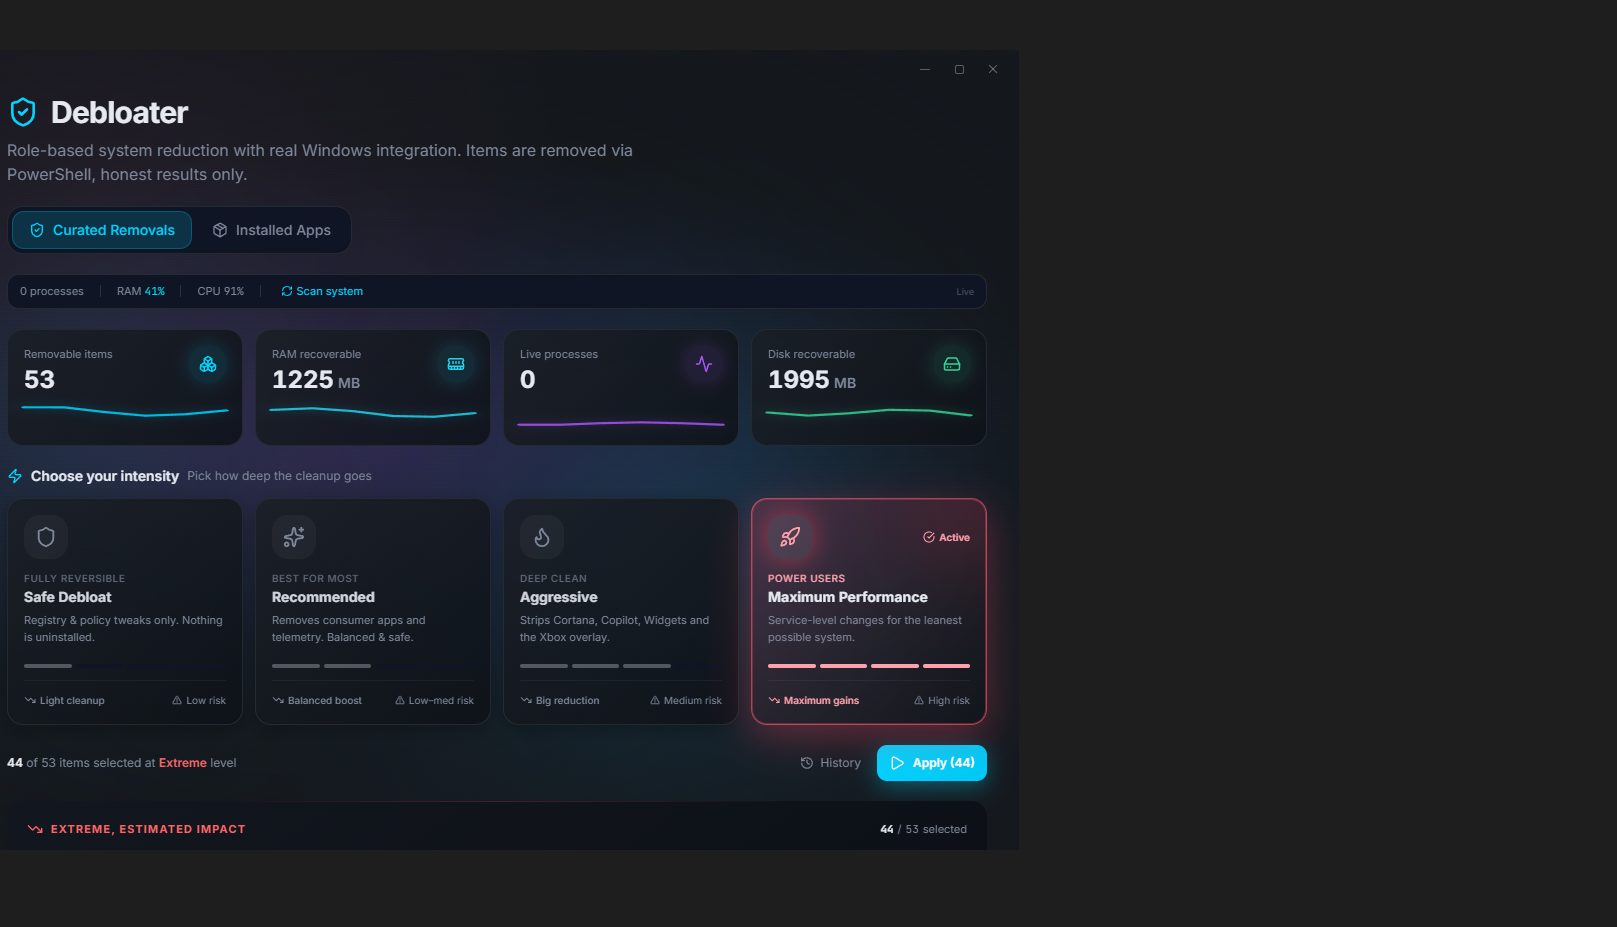 Debloater
Role-based system reduction with real Windows integration. Items are removed via
PowerShell, honest results only.
Curated Removals
Installed Apps
0 processes
RAM 41%
CPU 91%
Scan system
Live
Removable items
53
RAM recoverable
1225 MB
Live processes
0
Disk recoverable
1995 MB
Choose your intensity
Pick how deep the cleanup goes
FULLY REVERSIBLE
Safe Debloat
Registry & policy tweaks only. Nothing
is uninstalled.
Light cleanup
Low risk
BEST FOR MOST
Recommended
Removes consumer apps and
telemetry. Balanced & safe.
Balanced boost
Low–med risk
DEEP CLEAN
Aggressive
Strips Cortana, Copilot, Widgets and
the Xbox overlay.
Big reduction
Medium risk
Active
POWER USERS
Maximum Performance
Service-level changes for the leanest
possible system.
Maximum gains
High risk
44 of 53 items selected at Extreme level
History
Apply (44)
EXTREME, ESTIMATED IMPACT
44 / 53 selected